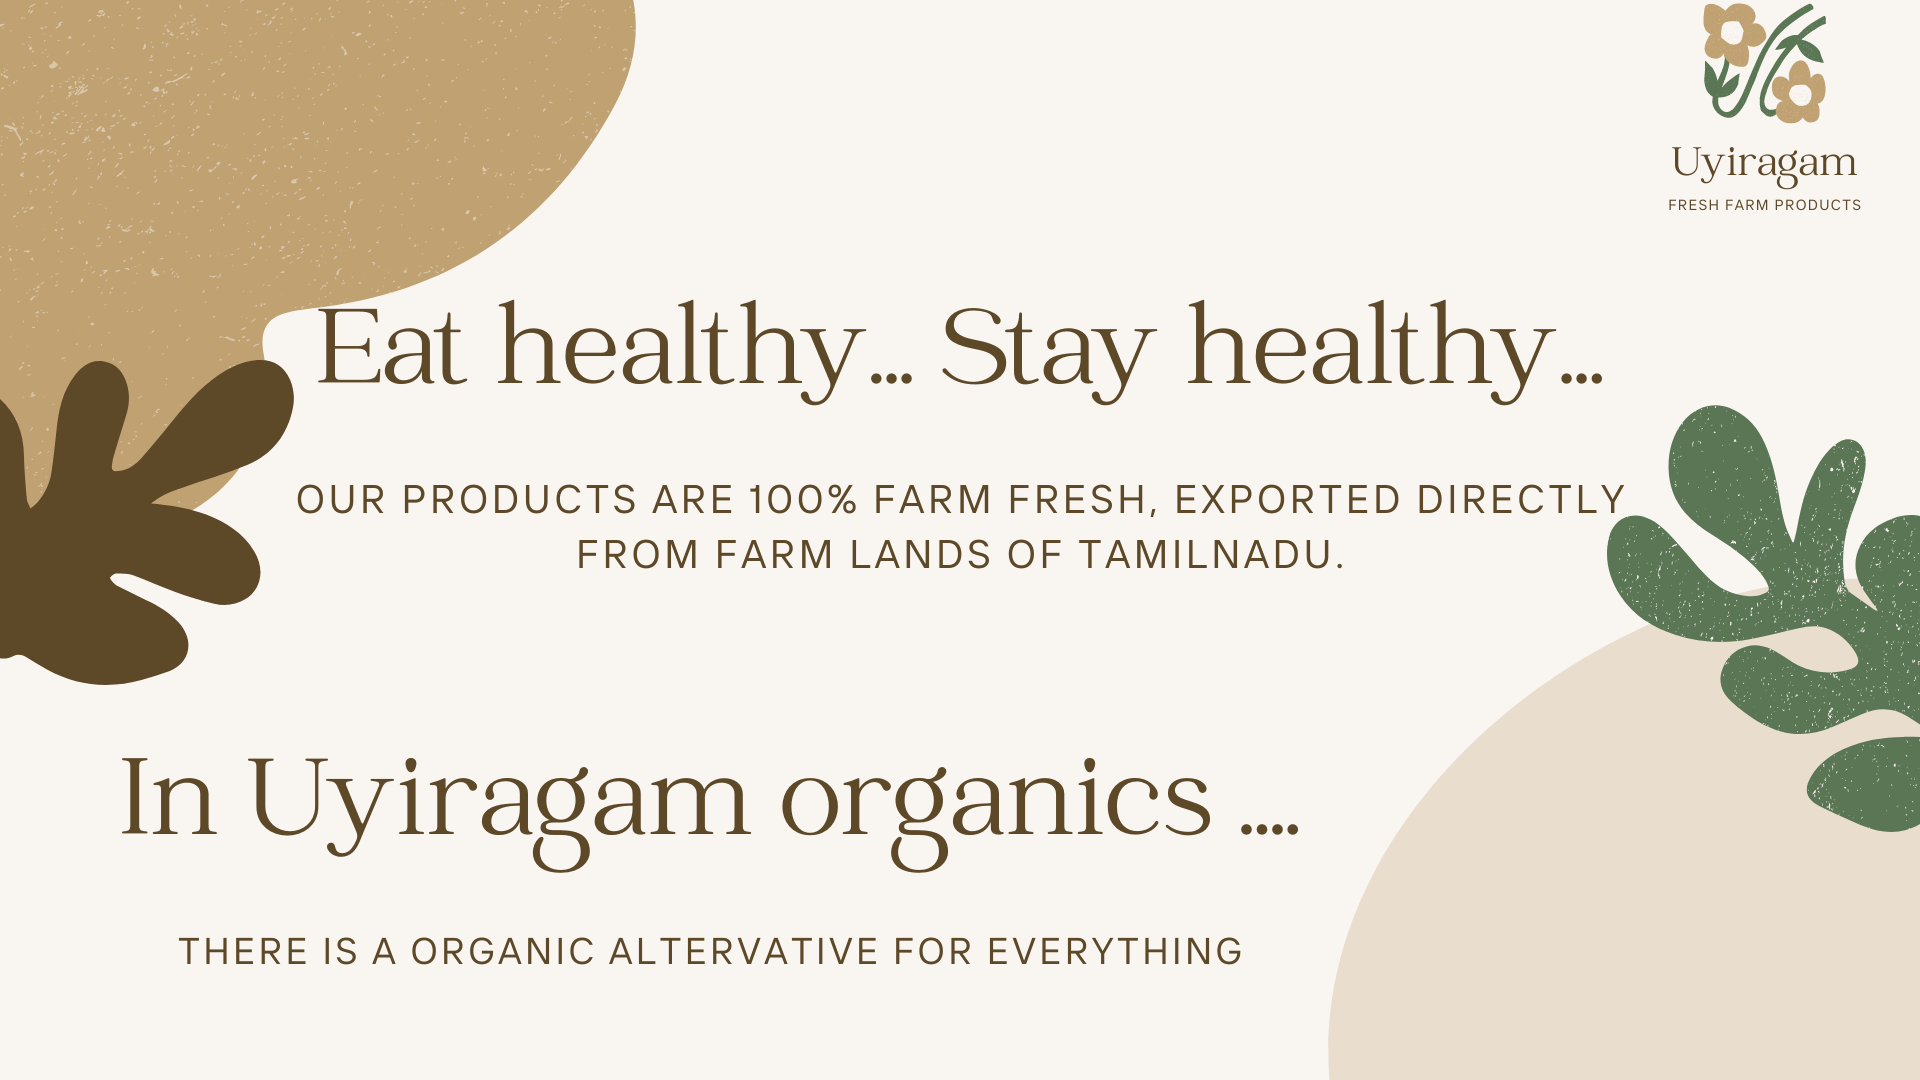 Uyiragam
FRESH FARM PRODUCTS
Eat healthy... Stay healthy...
OUR PRODUCTS ARE 100% FARM FRESH, EXPORTED DIRECTLY
FROM FARM LANDS OF TAMILNADU.
In Uyiragam organics ....
THERE IS A ORGANIC ALTERVATIVE FOR EVERYTHING